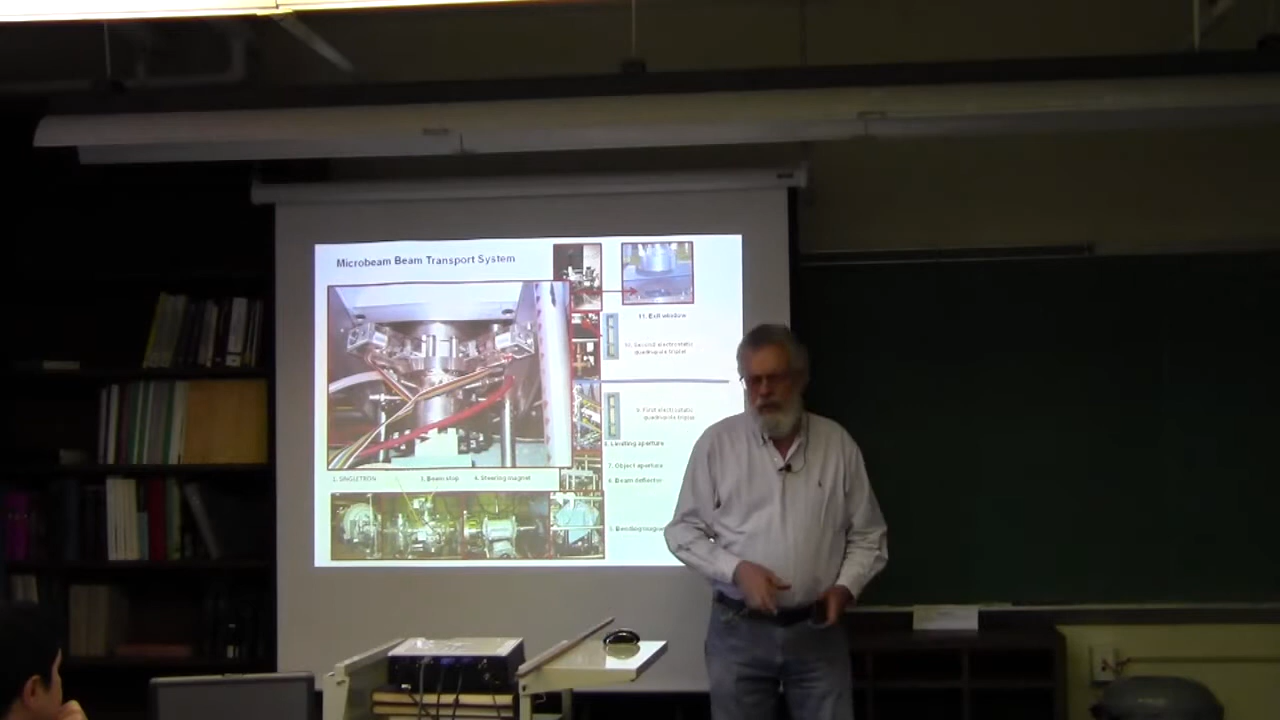 Microbeam Beam Transport System
11. Exit window
10. Second electrostatic
quadrupole triplet
9. First electrostatic
quadrupole triplet
8. Limiting aperture
7. Object aperture
6. Beam deflector
1. SINGLETRON
3. Beam stop
4. Steering magnet
5. Bending magnet